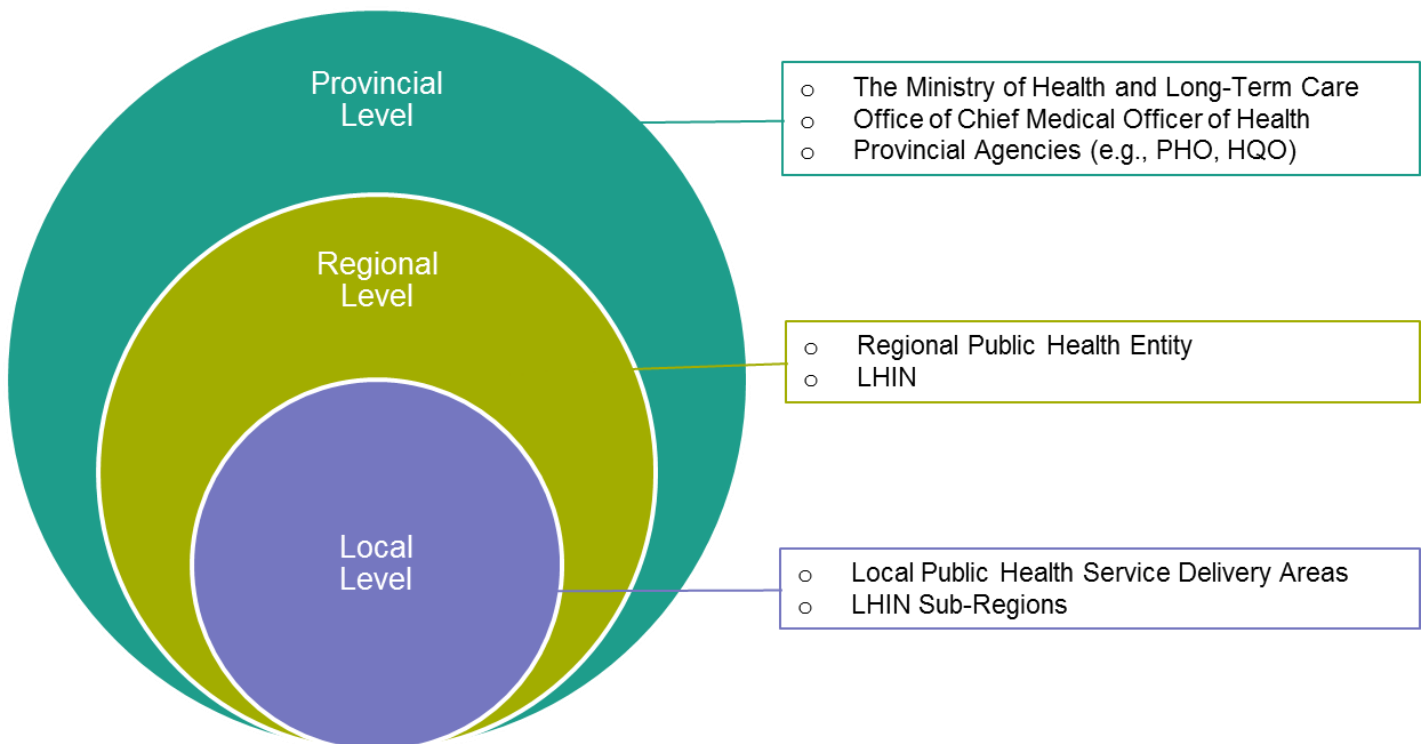 Provincial
Level
o The Ministry of Health and Long-Term Care
o Office of Chief Medical Officer of Health
o Provincial Agencies (e.g., PHO, HQO)
Regional
Level
o Regional Public Health Entity
o LHIN
Local
Level
o Local Public Health Service Delivery Areas
o LHIN Sub-Regions